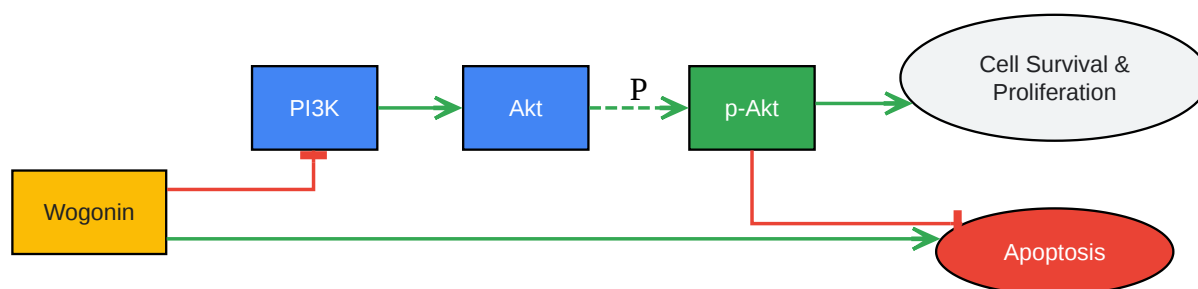 Cell Survival &
Proliferation
PI3K
Akt
P
p-Akt
Wogonin
Apoptosis